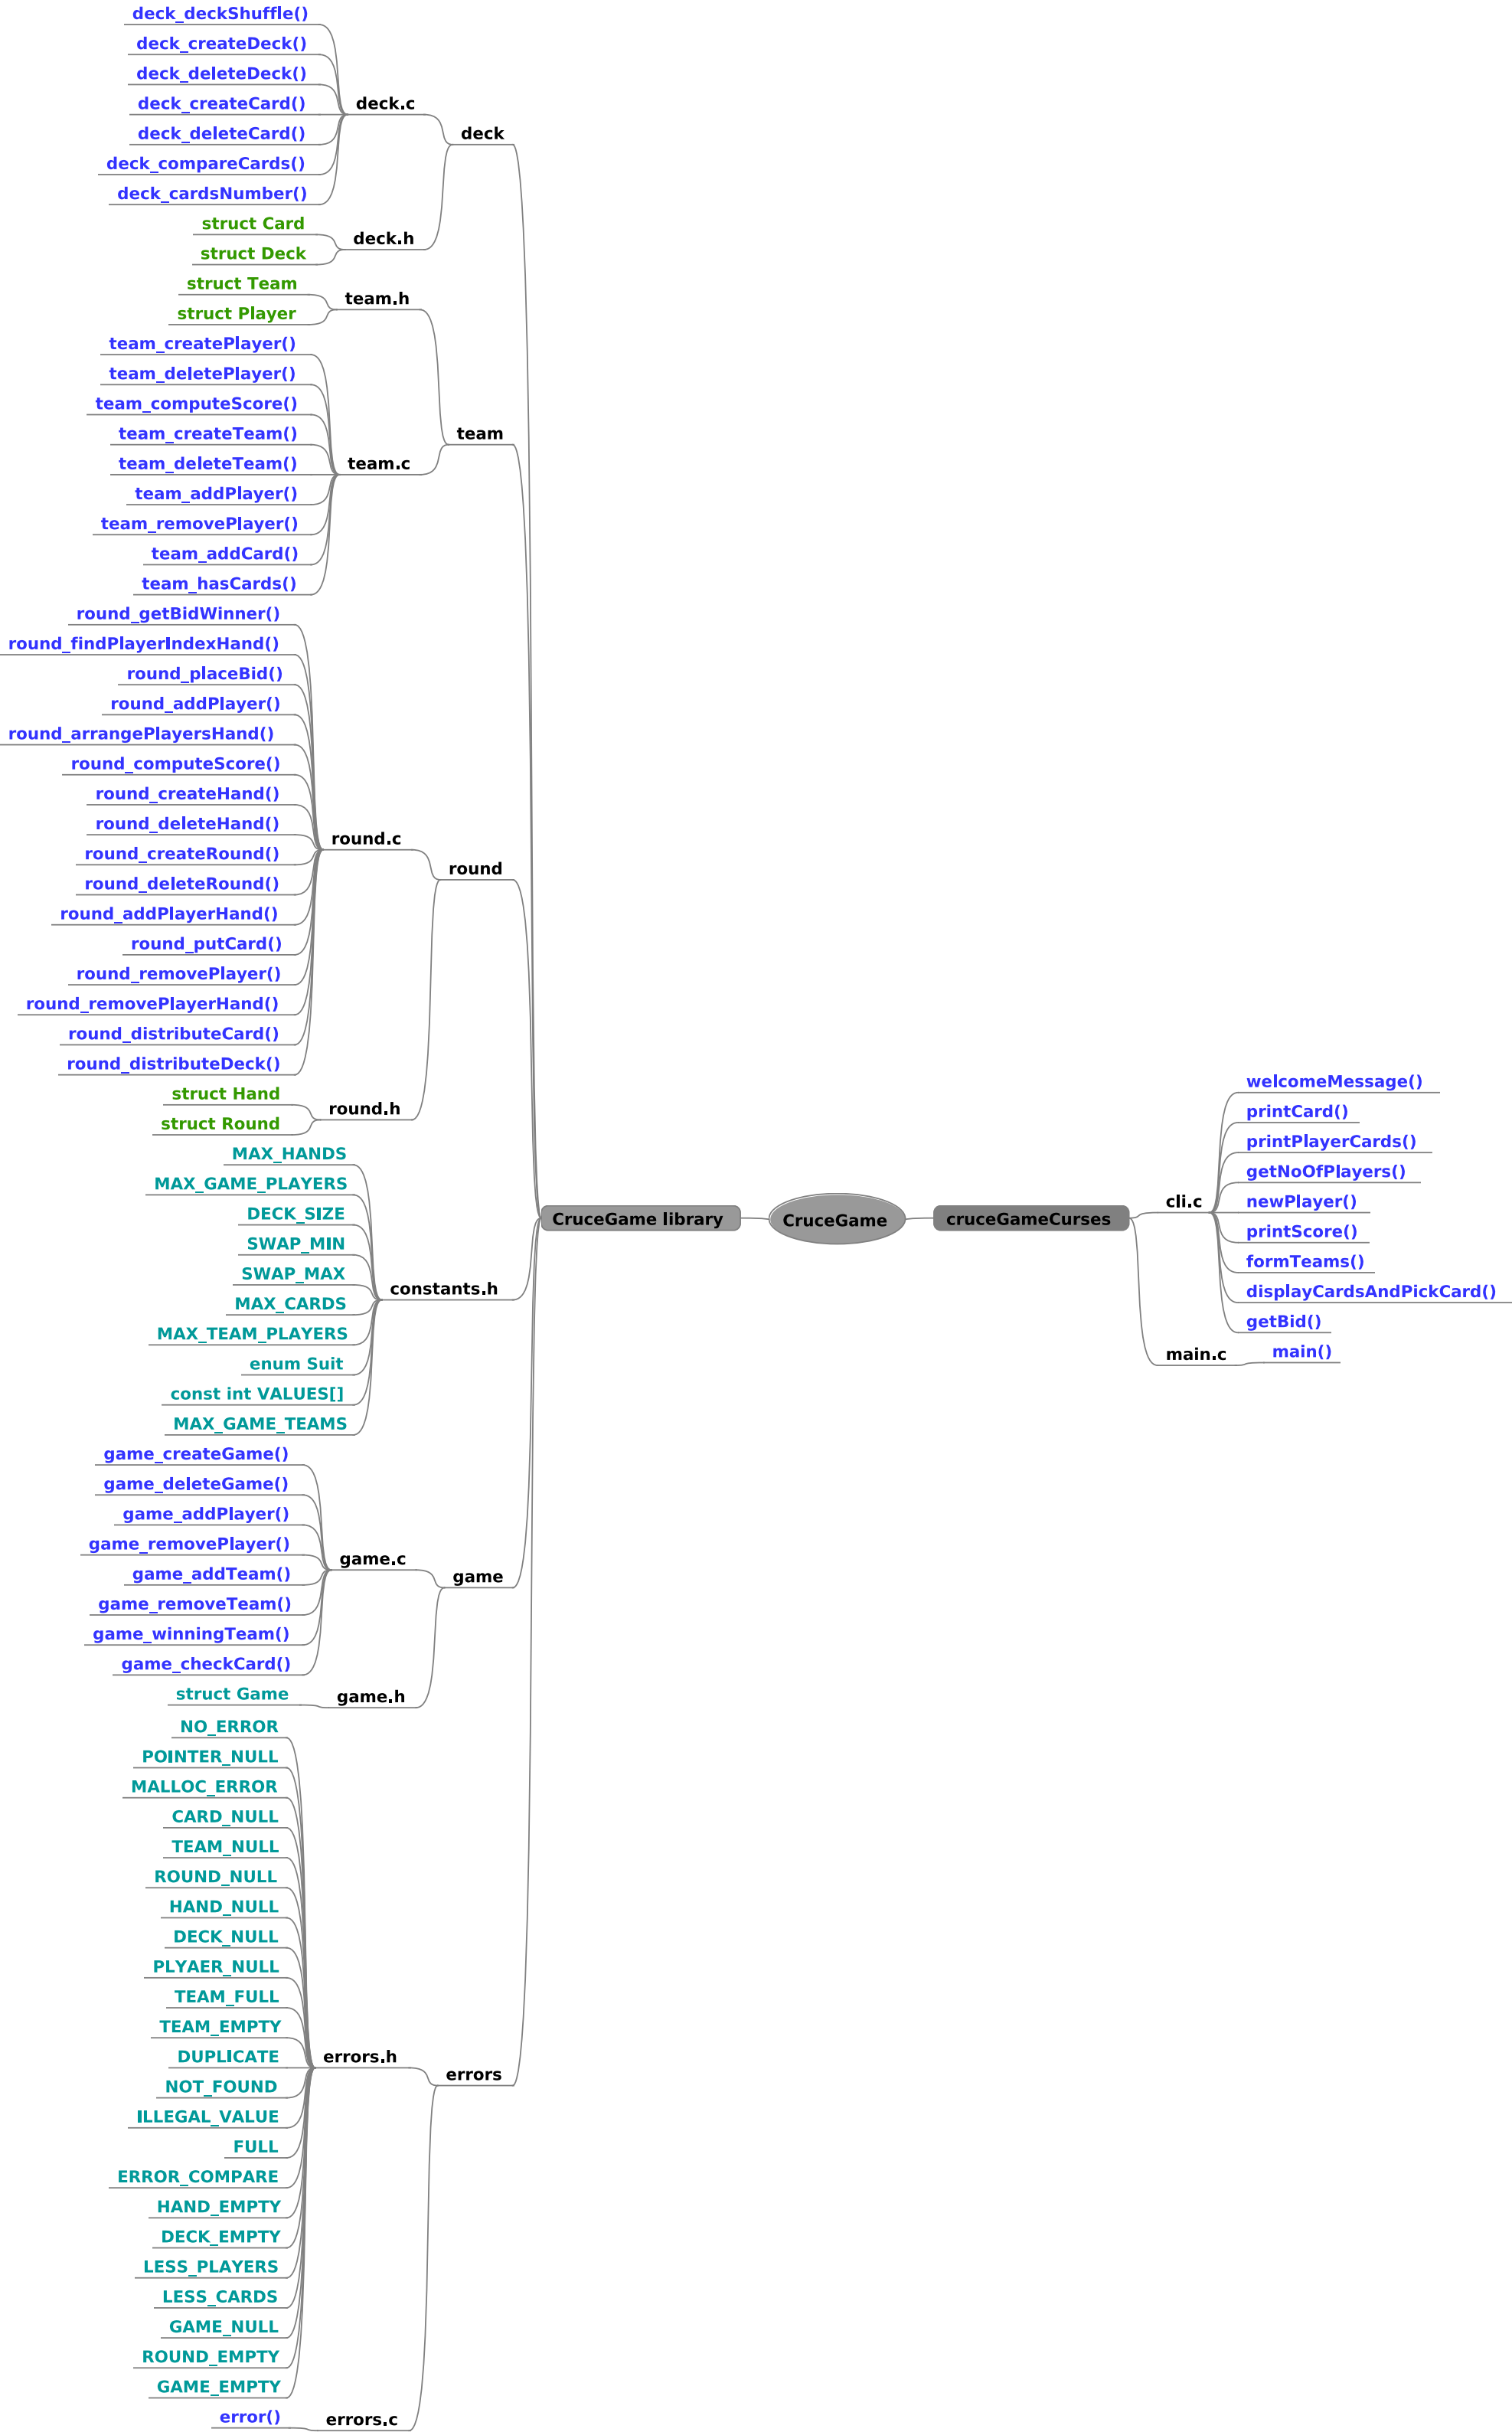 deck_deckShuffle()
deck_createDeck()
deck_deleteDeck()
deck_createCard()
deck.c
deck_deleteCard()
deck
deck_compareCards()
deck_cardsNumber()
struct Card
deck.h
struct Deck
struct Team
team.h
struct Player
team_createPlayer()
team_deletePlayer()
team_computeScore()
team_createTeam()
team
team_deleteTeam()
team.c
team_addPlayer()
team_removePlayer()
team_addCard()
team_hasCards()
round_getBidWinner()
round_findPlayerIndexHand()
round_placeBid()
round_addPlayer()
round_arrangePlayersHand()
round_computeScore()
round_createHand()
round_deleteHand()
round.c
round_createRound()
round
round_deleteRound()
round_addPlayerHand()
round_putCard()
round_removePlayer()
round_removePlayerHand()
round_distributeCard()
round_distributeDeck()
struct Hand
round.h
struct Round
MAX_HANDS
MAX_GAME_PLAYERS
DECK_SIZE
SWAP_MIN
SWAP_MAX
constants.h
MAX_CARDS
MAX_TEAM_PLAYERS
enum Suit
const int VALUES[]
MAX_GAME_TEAMS
game_createGame()
game_deleteGame()
game_addPlayer()
game_removePlayer()
game.c
game_addTeam()
game
game_removeTeam()
game_winningTeam()
game_checkCard()
struct Game
game.h
NO_ERROR
POINTER_NULL
MALLOC_ERROR
CARD_NULL
TEAM_NULL
ROUND_NULL
HAND_NULL
DECK_NULL
PLYAER_NULL
TEAM_FULL
TEAM_EMPTY
DUPLICATE
errors.h
errors
NOT_FOUND
ILLEGAL_VALUE
FULL
ERROR_COMPARE
HAND_EMPTY
DECK_EMPTY
LESS_PLAYERS
LESS_CARDS
GAME_NULL
ROUND_EMPTY
GAME_EMPTY
error()
errors.c
CruceGame library
CruceGame
cruceGameCurses
welcomeMessage()
printCard()
printPlayerCards()
getNoOfPlayers()
cli.c
newPlayer()
printScore()
formTeams()
displayCardsAndPickCard()
getBid()
main.c
main()